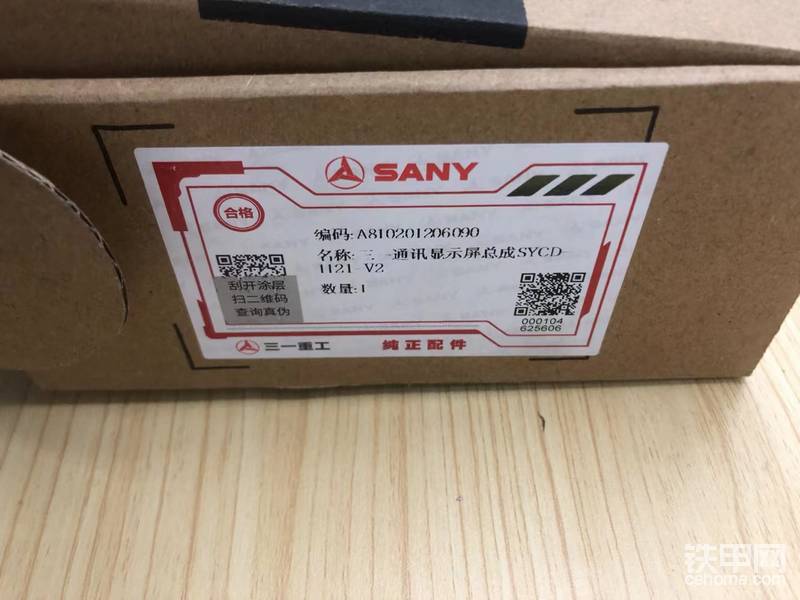 SANY
合格
编码:A810201206090
名称:三一通讯显示屏总成SYCD-
1121-V2
数量:1
刮开涂层
扫二维码
查询真伪
000104
625606
三一重工
纯正配件
铁甲网
cehome.com